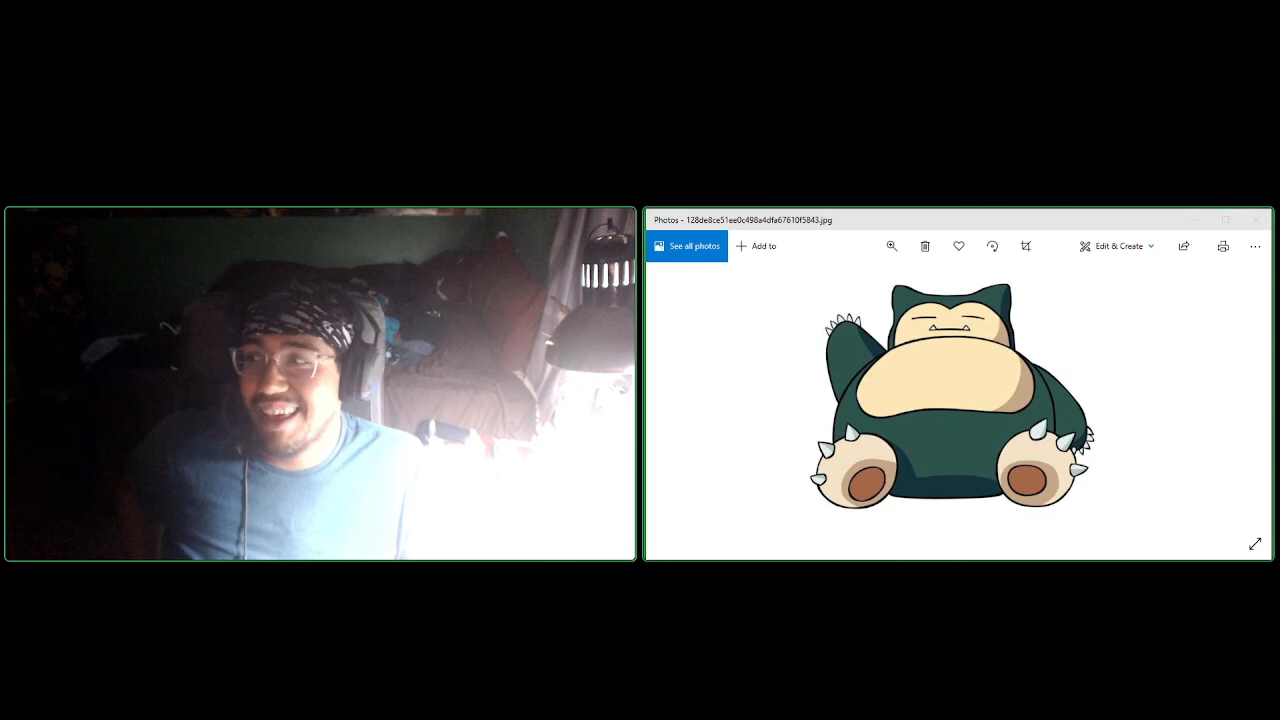 Photos - 128de8ce51ee0c498a4dfa67610f5843.jpg
See all photos
Add to
Edit & Create